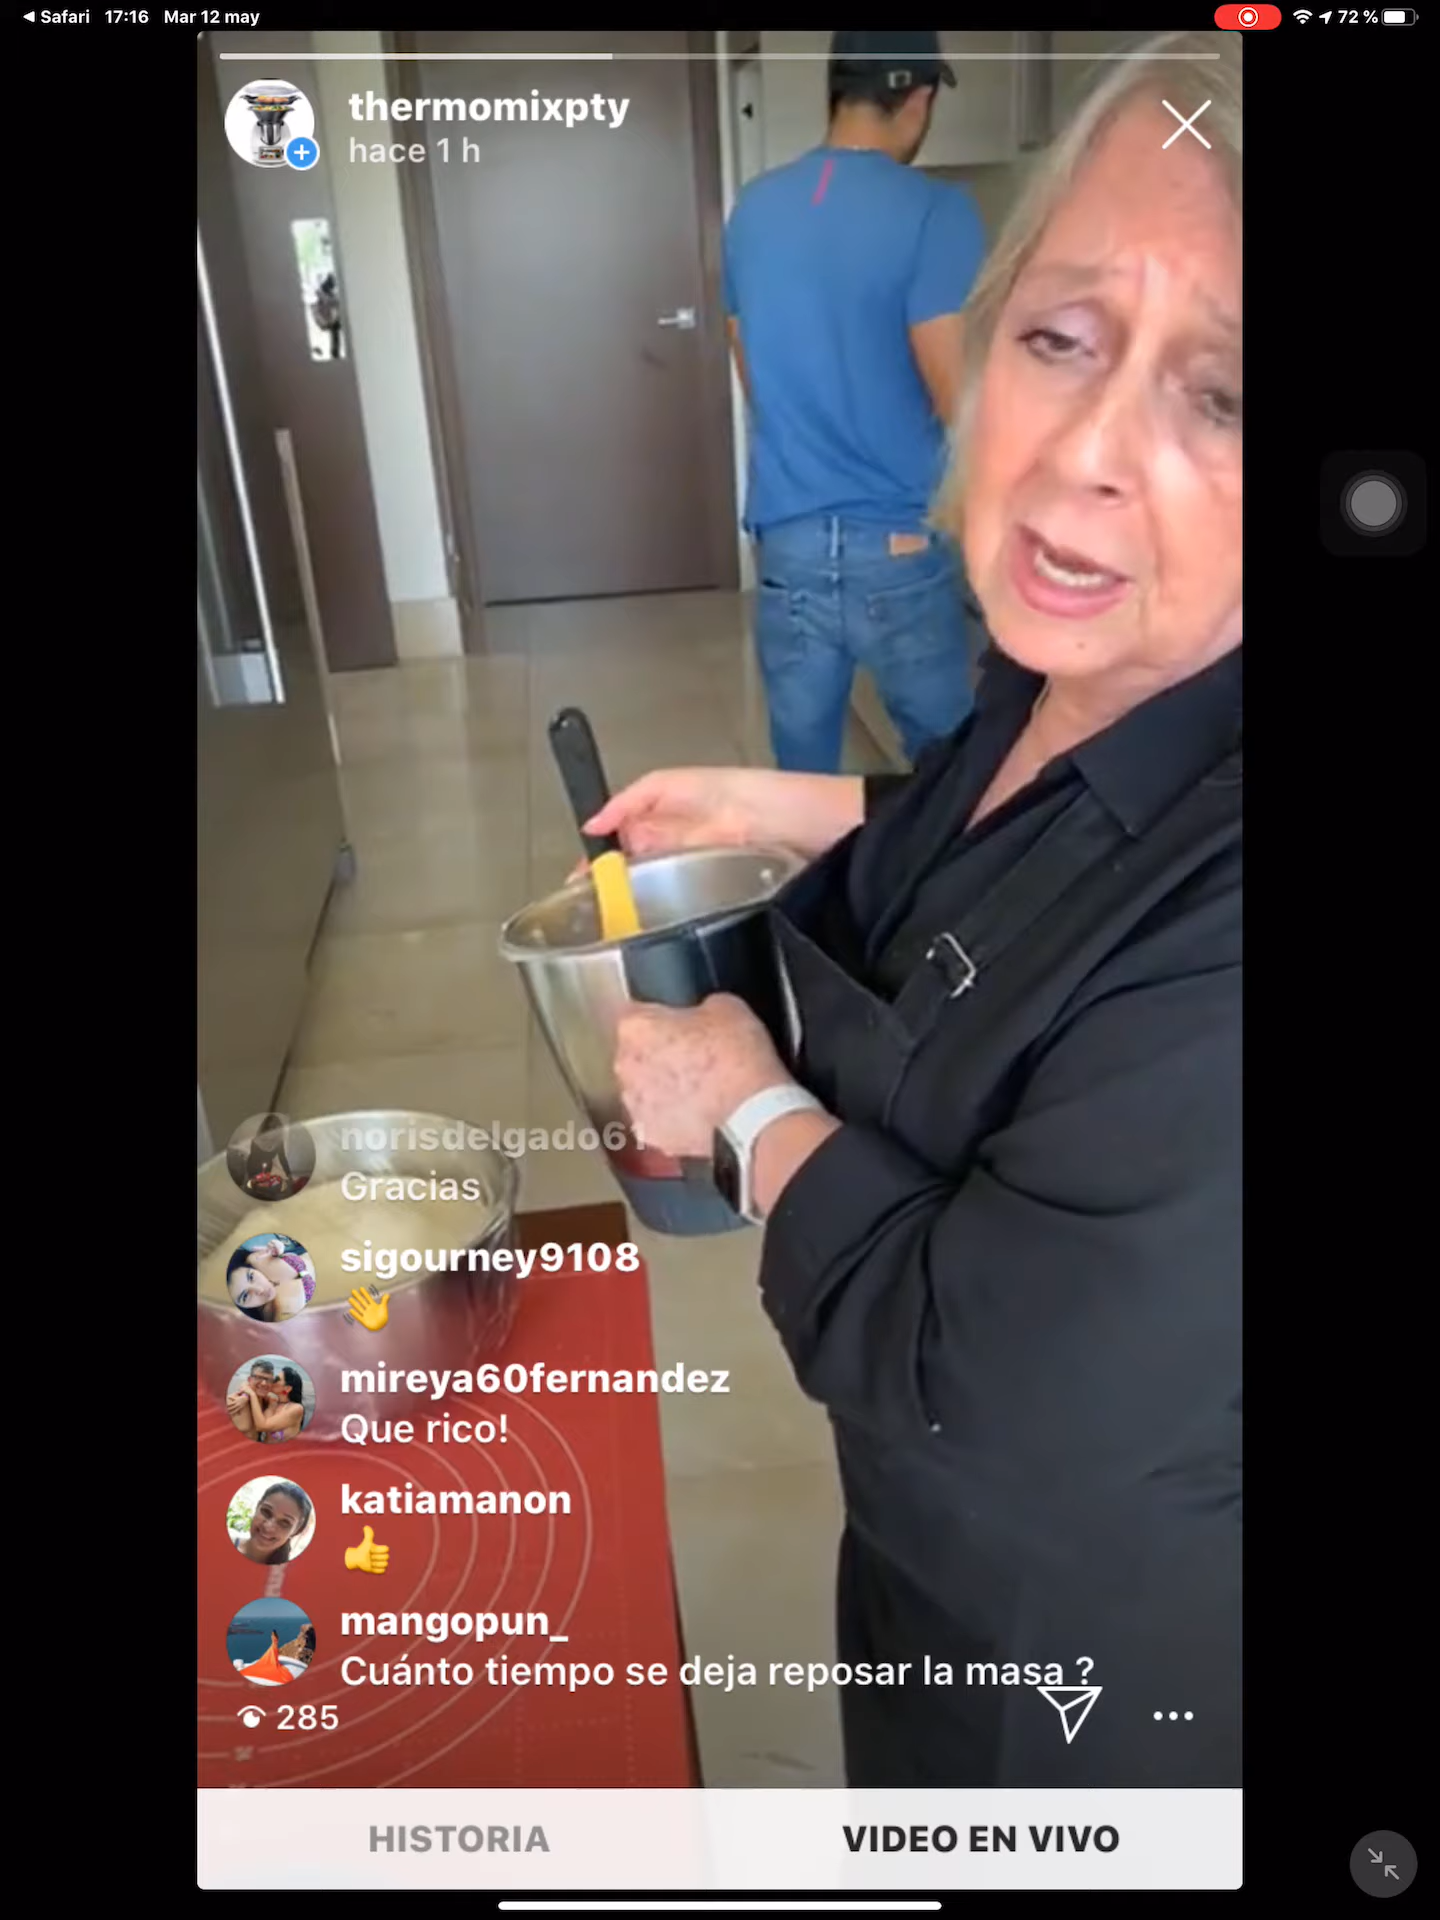 Safari 17:16 Mar 12 may 72 %
thermomixpty
hace 1 h
norisdelgado61
Gracias
sigourney9108
mireya60fernandez
Que rico!
katiamanon
mangopun_
Cuánto tiempo se deja reposar la masa ?
285
HISTORIA VIDEO EN VIVO